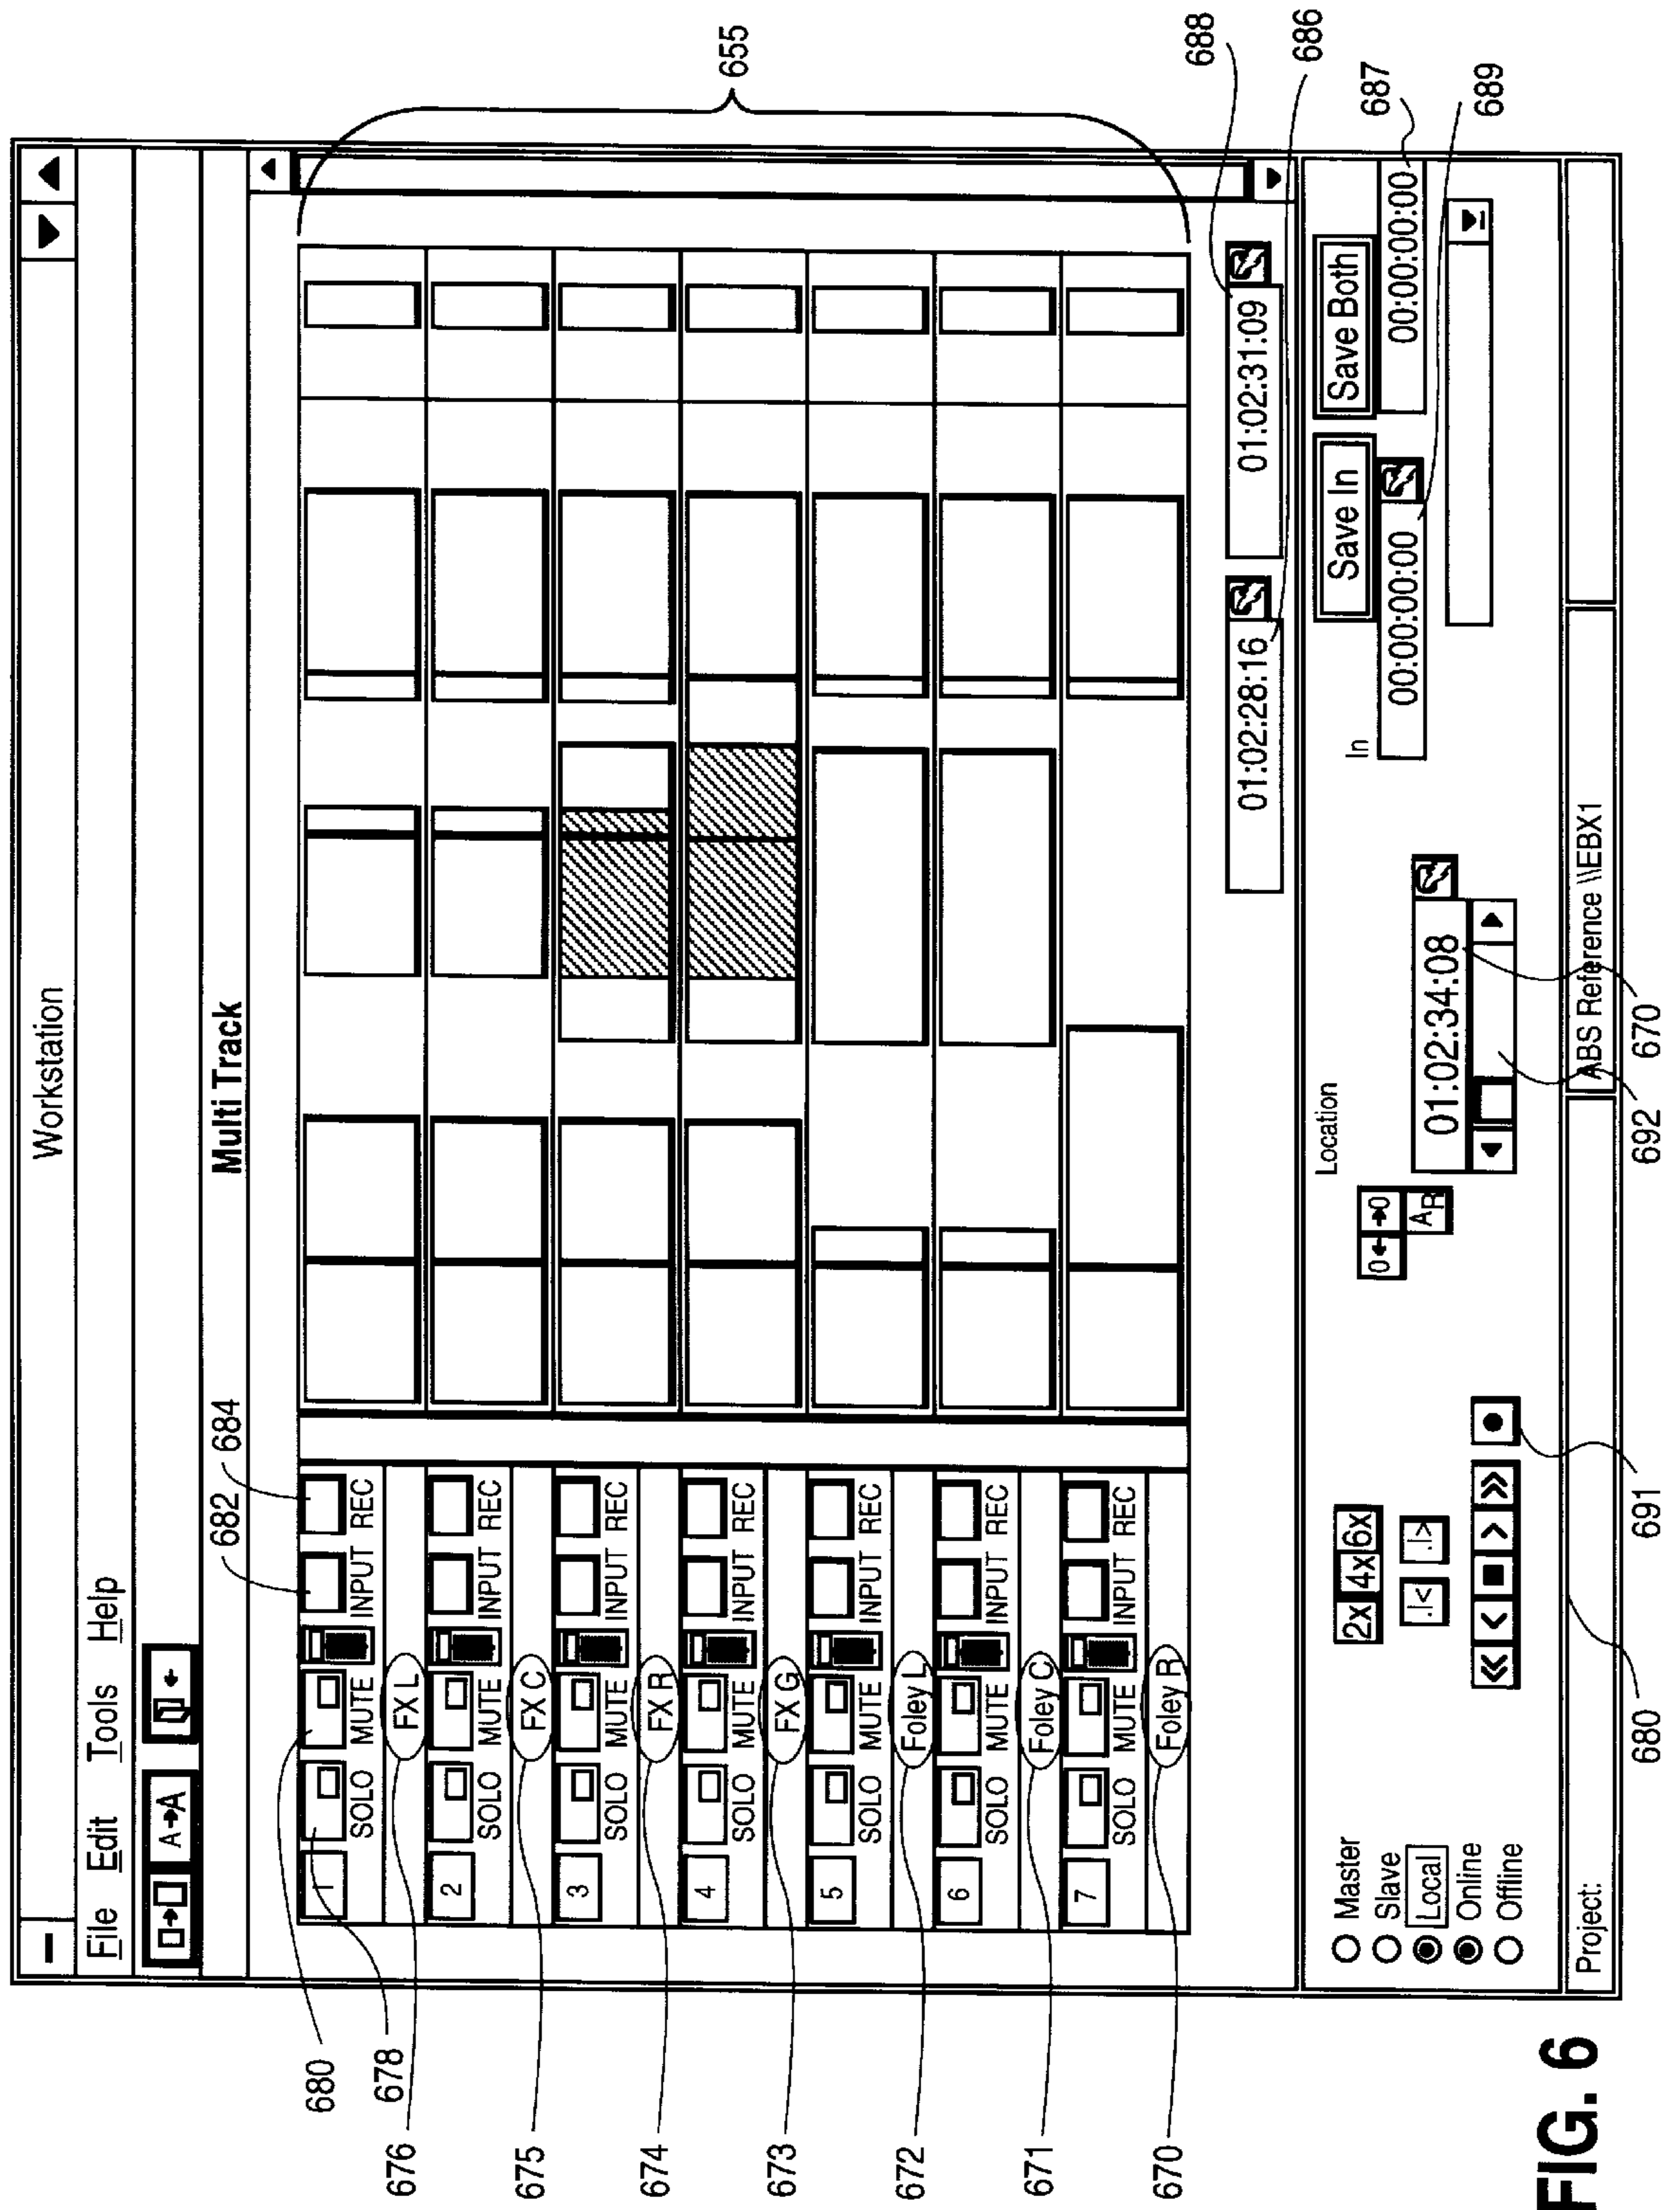 Workstation
File Edit Tools Help
A→A
Multi Track
682 684
680
678
655
1 SOLO MUTE INPUT REC
676 FX L
2 SOLO MUTE INPUT REC
675 FX C
3 SOLO MUTE INPUT REC
674 FX R
4 SOLO MUTE INPUT REC
673 FX G
5 SOLO MUTE INPUT REC
672 Foley L
6 SOLO MUTE INPUT REC
671 Foley C
7 SOLO MUTE INPUT REC
670 Foley R
01:02:28:16 01:02:31:09
688
686
Master
Slave
Local
Online
Offline
2x 4x 6x
.|< .|>
<< < ■ > >> ●
0← →0
AR
Location
01:02:34:08
In
Save In Save Both
00:00:00:00 00:00:00:00
687
689
Project: ABS Reference \\EBX1
680 691 692 670
FIG. 6